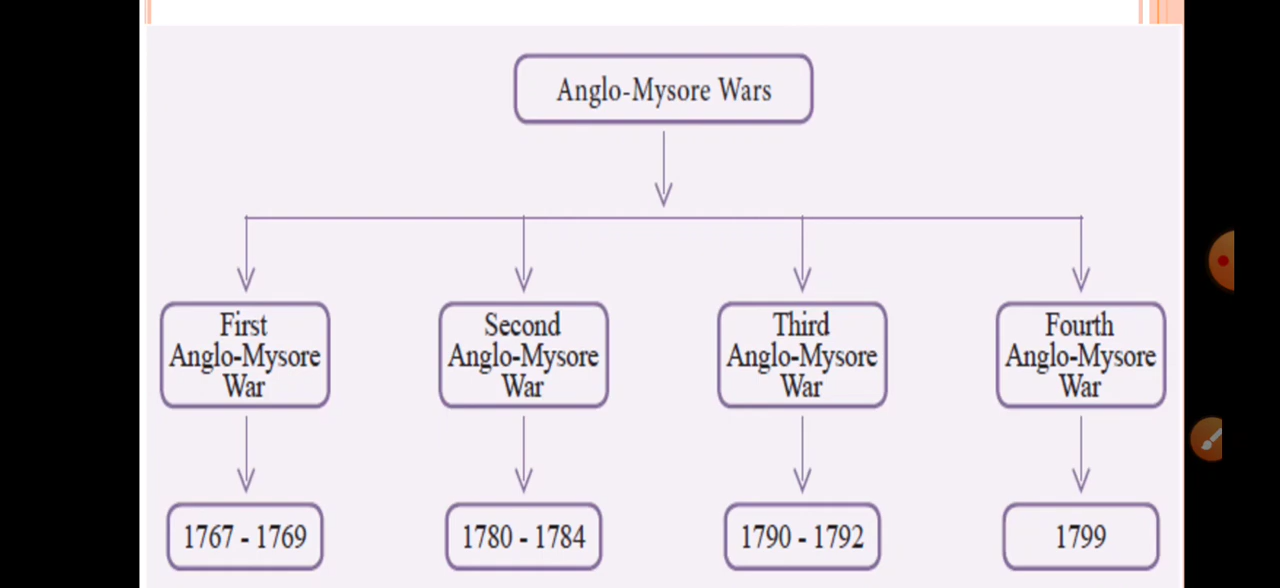 Anglo-Mysore Wars
First
Anglo-Mysore
War
Second
Anglo-Mysore
War
Third
Anglo-Mysore
War
Fourth
Anglo-Mysore
War
1767 - 1769
1780 - 1784
1790 - 1792
1799